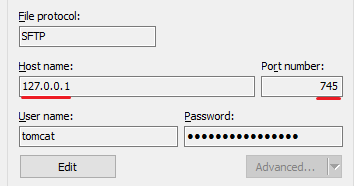 File protocol:
SFTP
Host name: Port number:
127.0.0.1 745
User name: Password:
tomcat ••••••••••••••••
Edit Advanced...